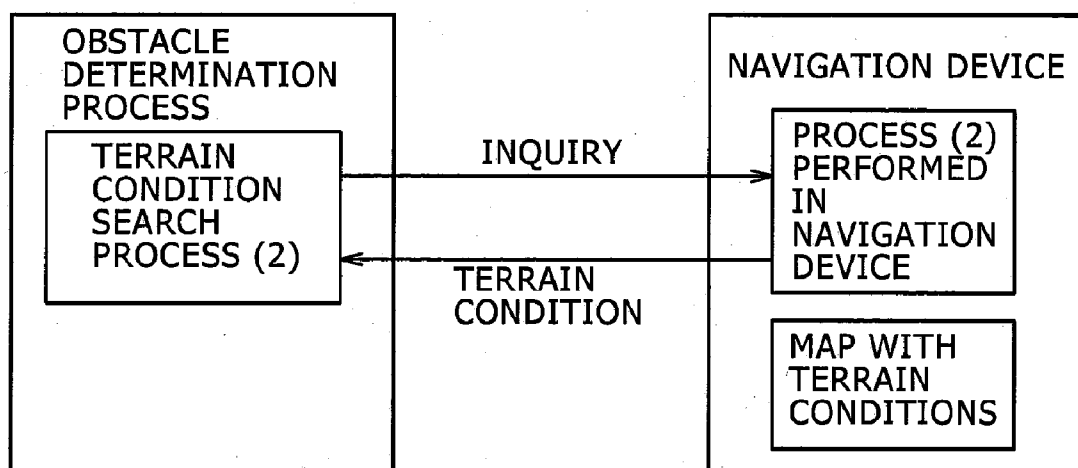 OBSTACLE
DETERMINATION
PROCESS
TERRAIN
CONDITION
SEARCH
PROCESS (2)
INQUIRY
TERRAIN
CONDITION
NAVIGATION DEVICE
PROCESS (2)
PERFORMED
IN
NAVIGATION
DEVICE
MAP WITH
TERRAIN
CONDITIONS